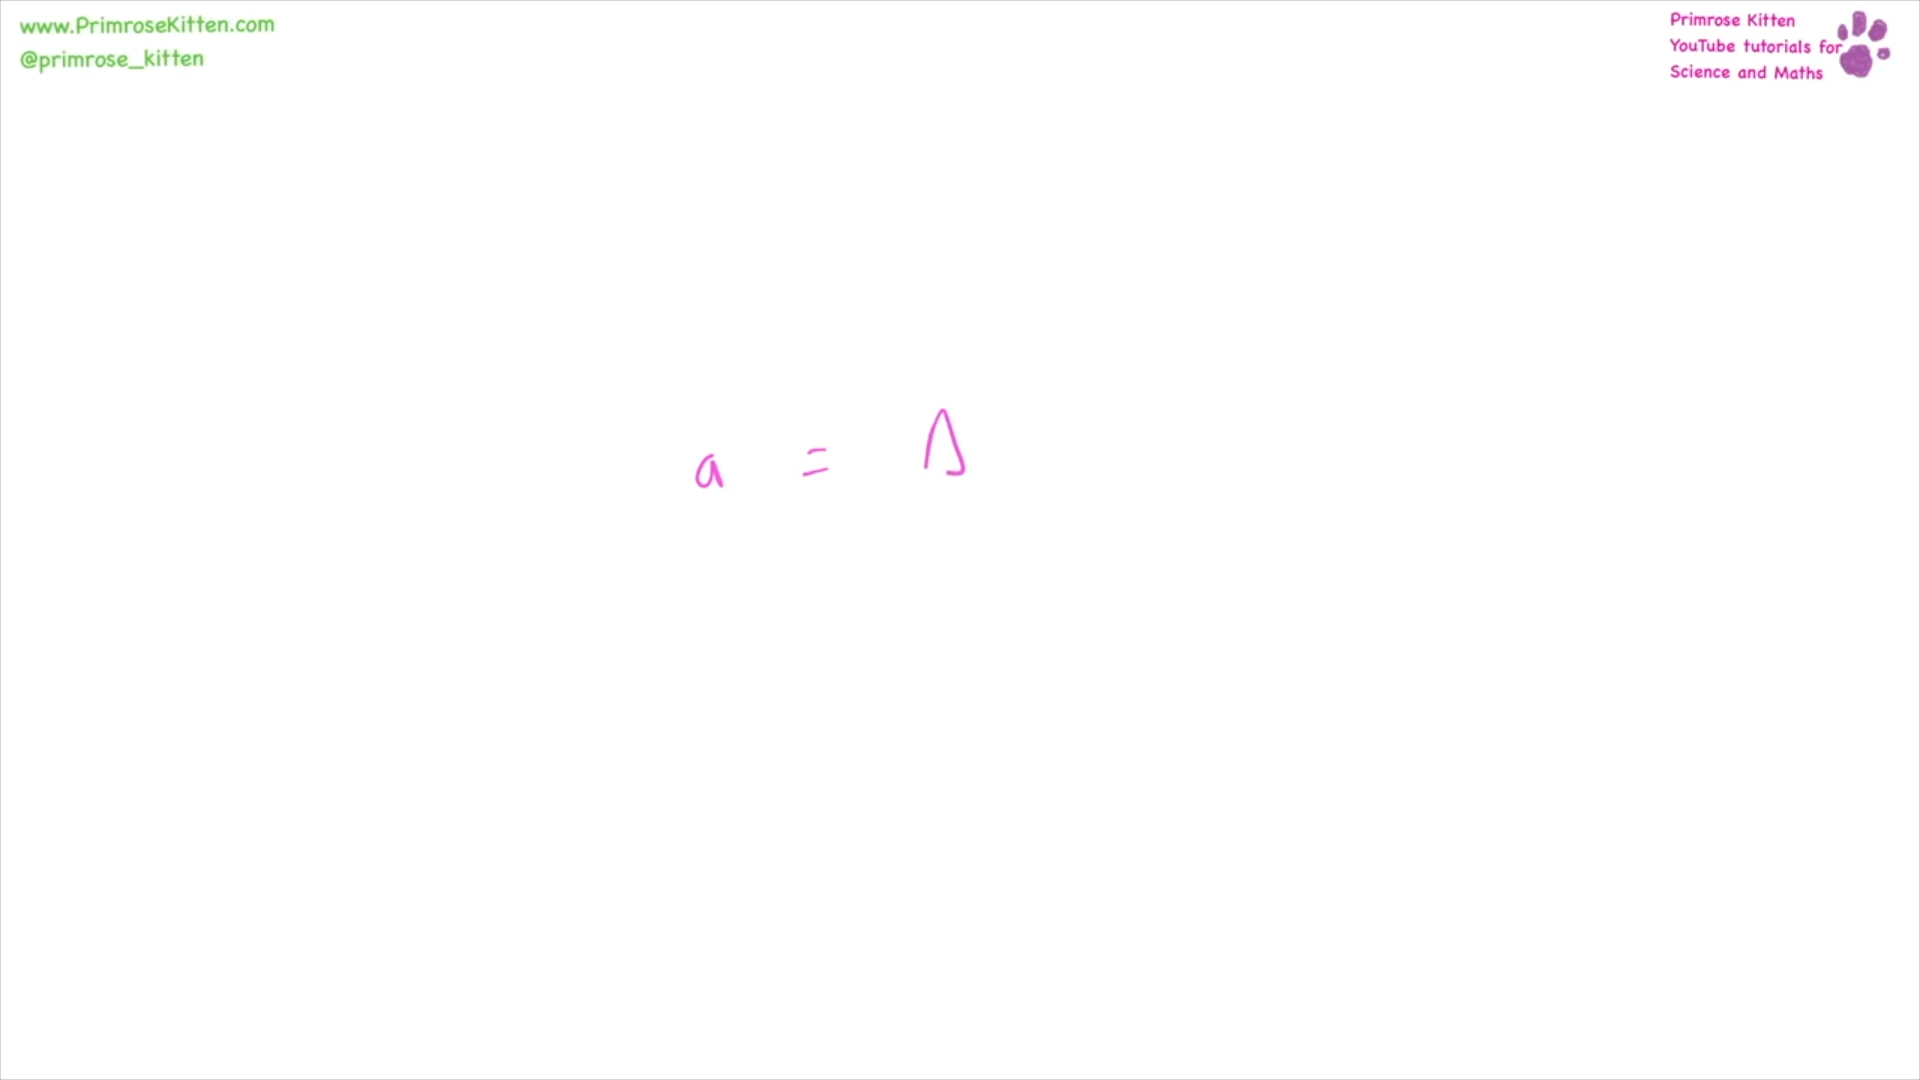 www.PrimroseKitten.com
@primrose_kitten
Primrose Kitten
YouTube tutorials for
Science and Maths
a = Δ